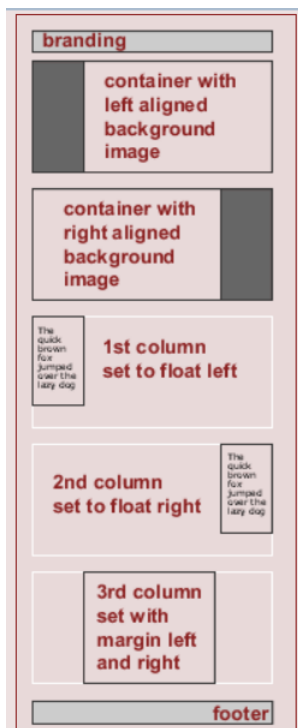 branding
container with
left aligned
background
image
container with
right aligned
background
image
The
quick
brown
fox
jumped
over the
lazy dog
1st column
set to float left
2nd column
set to float right
The
quick
brown
fox
jumped
over the
lazy dog
3rd column
set with
margin left
and right
footer